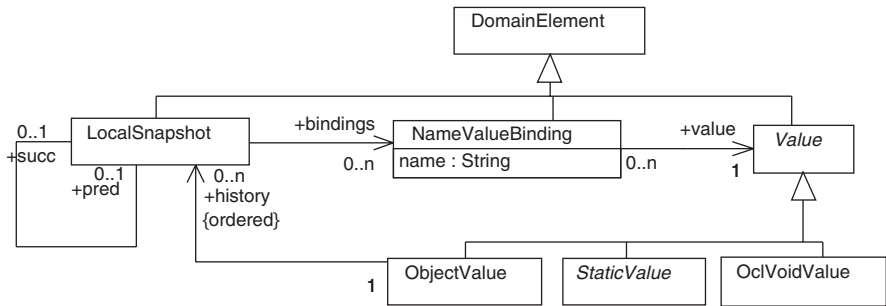 DomainElement
0..1
LocalSnapshot
+bindings
NameValueBinding
+value
Value
+succ
0..1
0..n
0..n
name : String
0..n
1
+pred
+history
{ordered}
1
ObjectValue
StaticValue
OclVoidValue